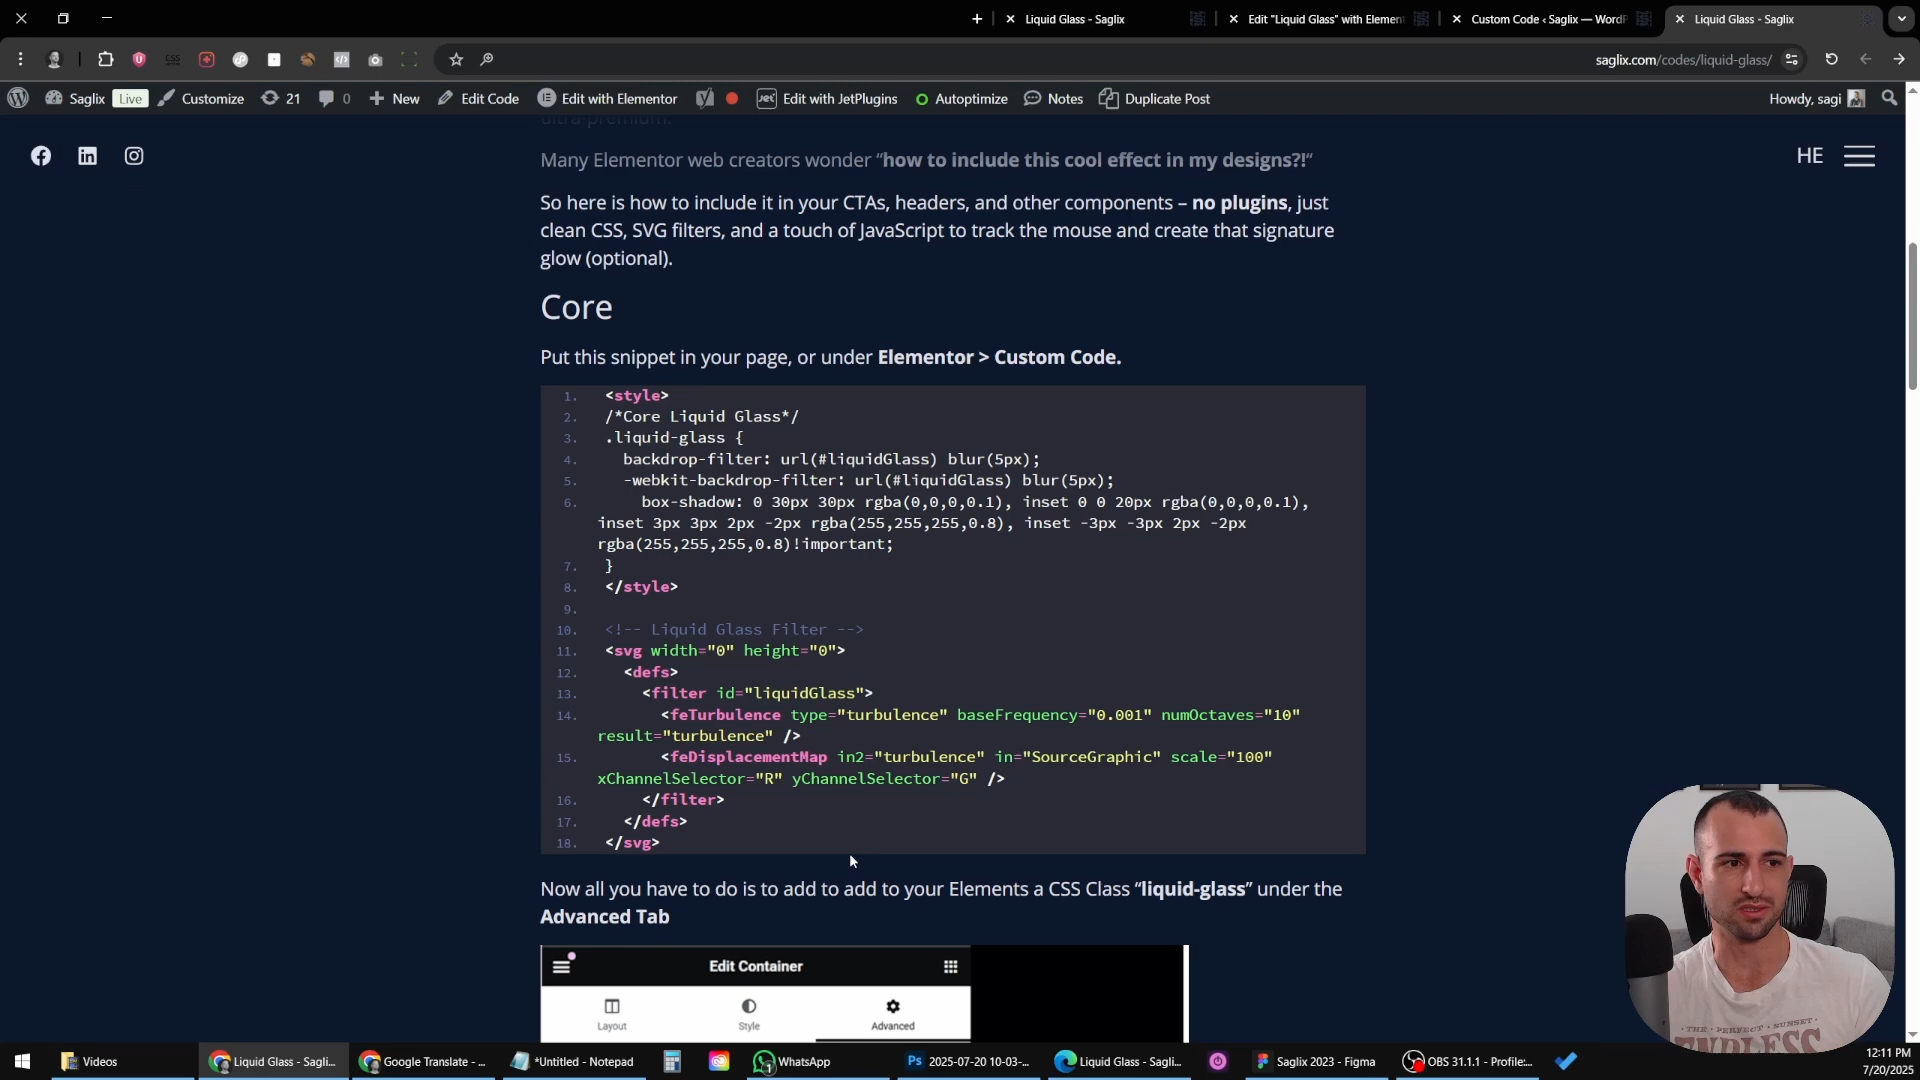 Liquid Glass - Saglix
Edit "Liquid Glass" with Element
Custom Code ‹ Saglix — WordP
Liquid Glass - Saglix
saglix.com/codes/liquid-glass/
Saglix Live
Customize
21
0
New
Edit Code
Edit with Elementor
Edit with JetPlugins
Autoptimize
Notes
Duplicate Post
Howdy, sagi
ultra-premium.
HE
Many Elementor web creators wonder “how to include this cool effect in my designs?!“
So here is how to include it in your CTAs, headers, and other components – no plugins, just
clean CSS, SVG filters, and a touch of JavaScript to track the mouse and create that signature
glow (optional).
Core
Put this snippet in your page, or under Elementor > Custom Code.
1. <style>
2. /*Core Liquid Glass*/
3. .liquid-glass {
4. backdrop-filter: url(#liquidGlass) blur(5px);
5. -webkit-backdrop-filter: url(#liquidGlass) blur(5px);
6. box-shadow: 0 30px 30px rgba(0,0,0,0.1), inset 0 0 20px rgba(0,0,0,0.1),
inset 3px 3px 2px -2px rgba(255,255,255,0.8), inset -3px -3px 2px -2px
rgba(255,255,255,0.8)!important;
7. }
8. </style>
9.
10. <!-- Liquid Glass Filter -->
11. <svg width="0" height="0">
12. <defs>
13. <filter id="liquidGlass">
14. <feTurbulence type="turbulence" baseFrequency="0.001" numOctaves="10"
result="turbulence" />
15. <feDisplacementMap in2="turbulence" in="SourceGraphic" scale="100"
xChannelSelector="R" yChannelSelector="G" />
16. </filter>
17. </defs>
18. </svg>
Now all you have to do is to add to add to your Elements a CSS Class “liquid-glass” under the
Advanced Tab
Edit Container
Layout
Style
Advanced
- THE - PERFECT - SUNSET -
ENDLESS
Videos
Liquid Glass - Sagli...
Google Translate - ...
*Untitled - Notepad
1
WhatsApp
Ps
2025-07-20 10-03-...
Liquid Glass - Sagli...
Saglix 2023 - Figma
OBS 31.1.1 - Profile:...
12:11 PM
7/20/2025